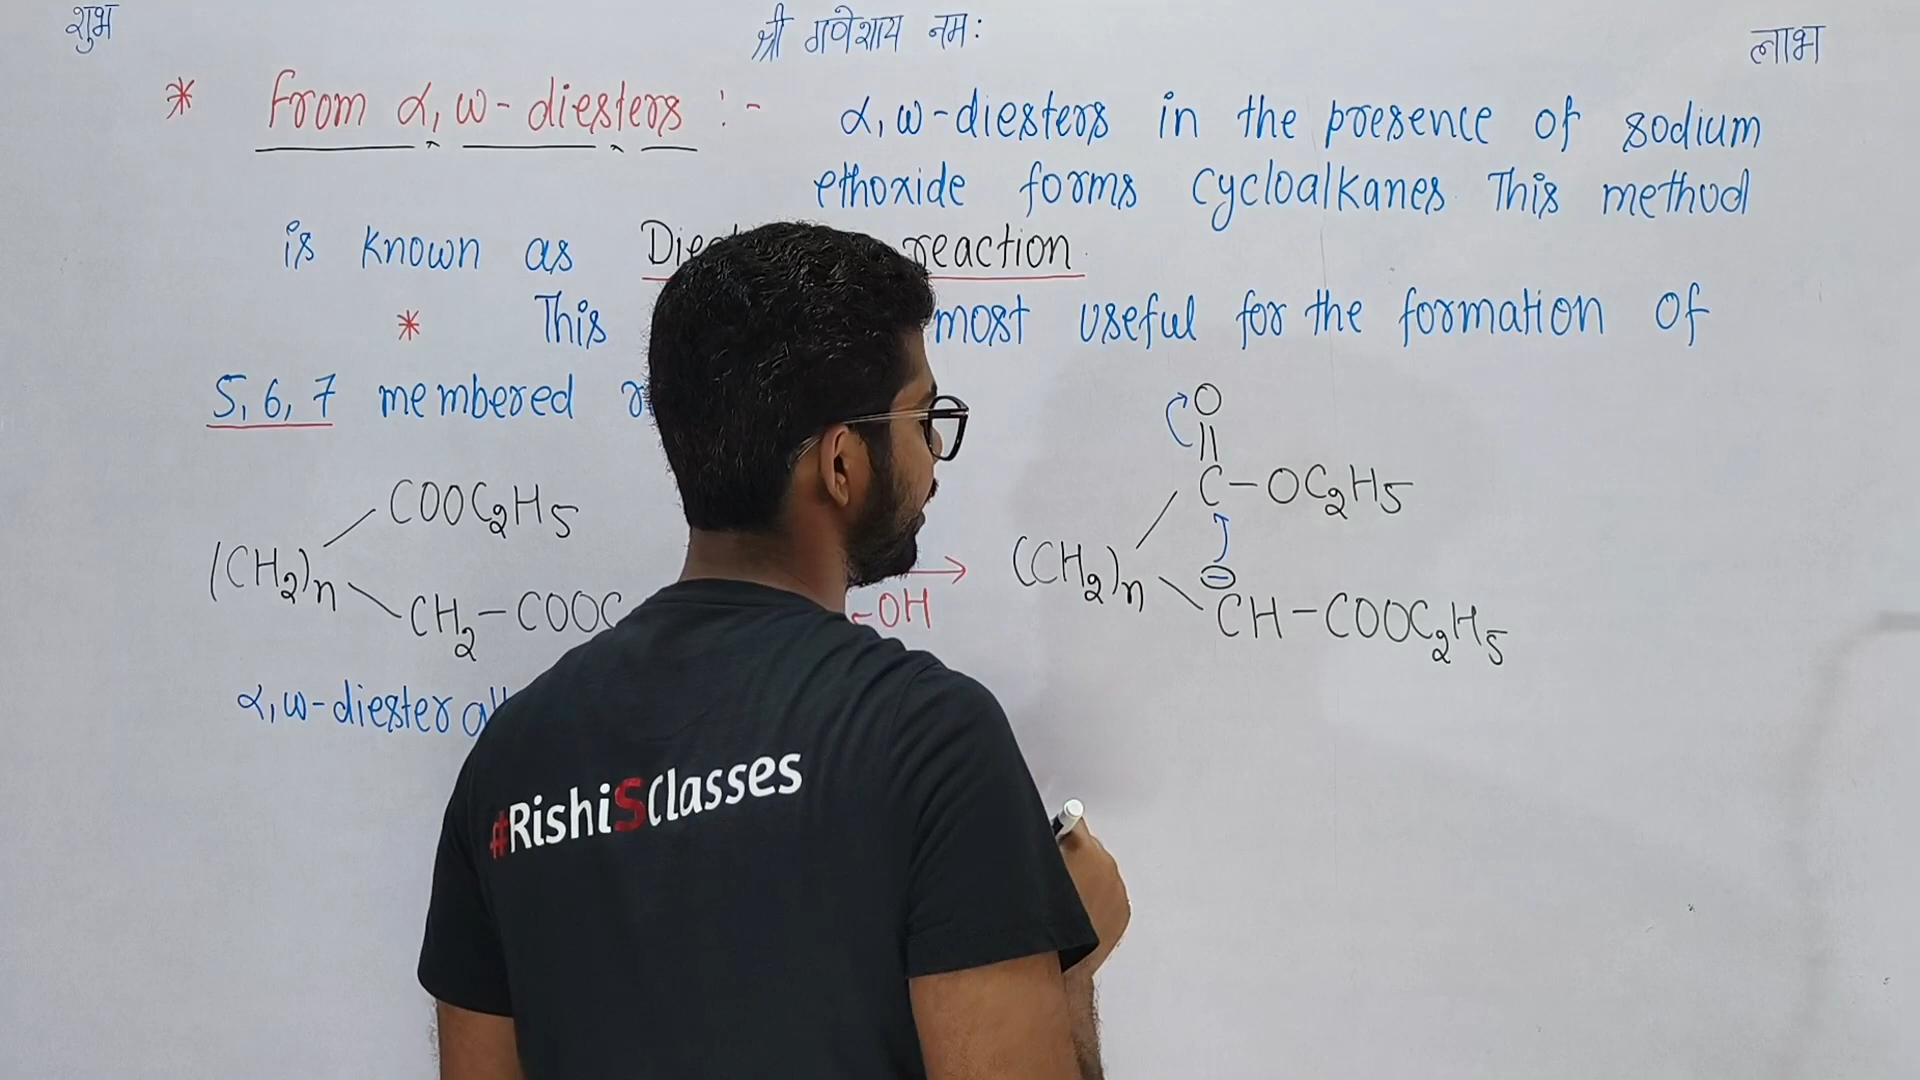 शुभ श्री गणेशाय नमः लाभ
* From α, ω-diesters :- α, ω-diesters in the presence of sodium
ethoxide forms cycloalkanes This method
is known as reaction
* This most useful for the formation of
5, 6, 7 membered
O
||
COOC2H5 C-OC2H5
(CH2)n (CH2)n
⊖
CH2-COOC -OH CH-COOC2H5
α, ω-diester
#RishiSClasses